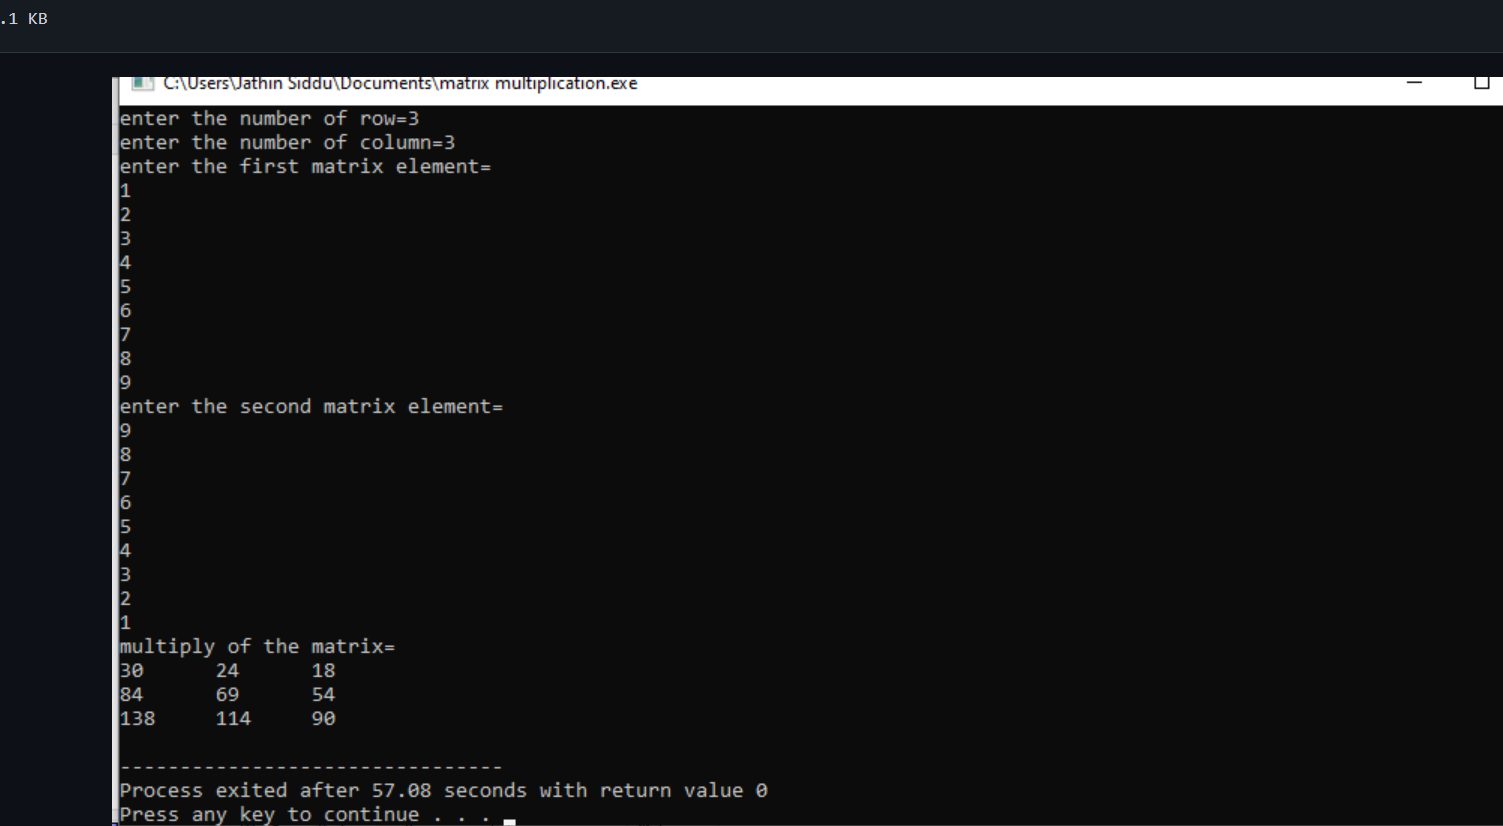 .1 KB
C:\Users\Jathin Siddu\Documents\matrix multiplication.exe
enter the number of row=3
enter the number of column=3
enter the first matrix element=
1
2
3
4
5
6
7
8
9
enter the second matrix element=
9
8
7
6
5
4
3
2
1
multiply of the matrix=
30 24 18
84 69 54
138 114 90
--------------------------------
Process exited after 57.08 seconds with return value 0
Press any key to continue . . .